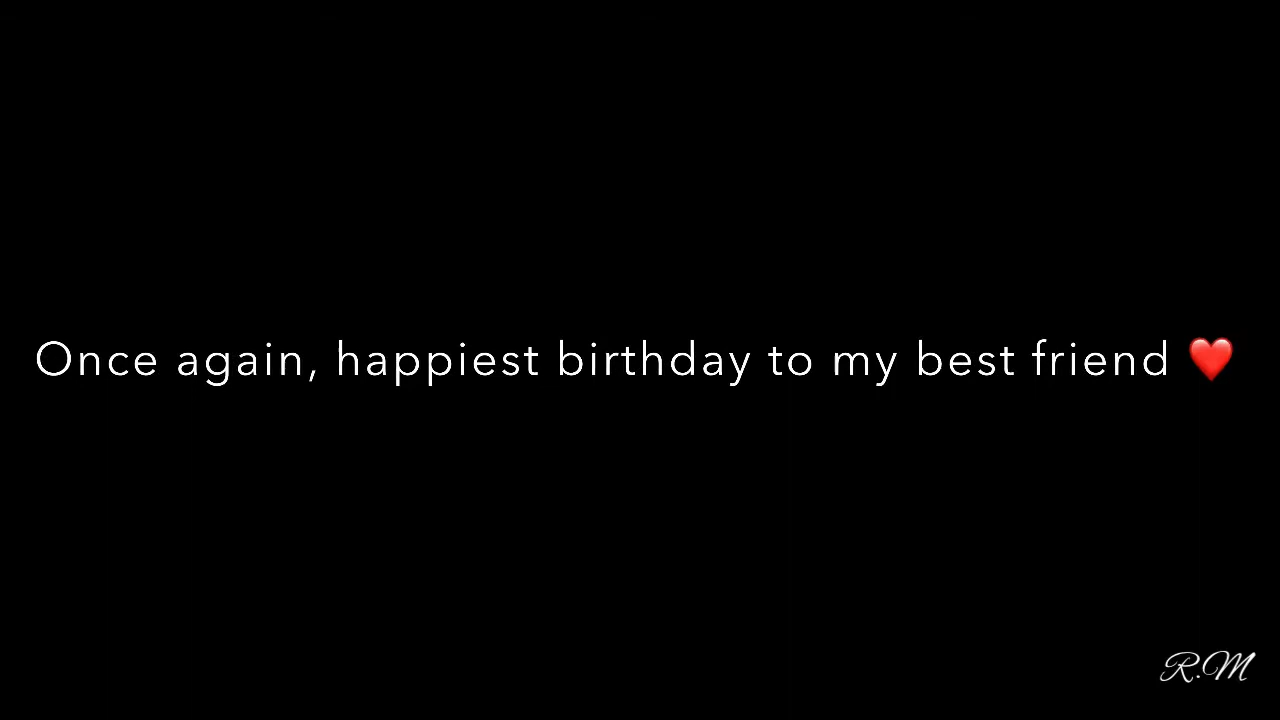 Once again, happiest birthday to my best friend ❤️
R.M